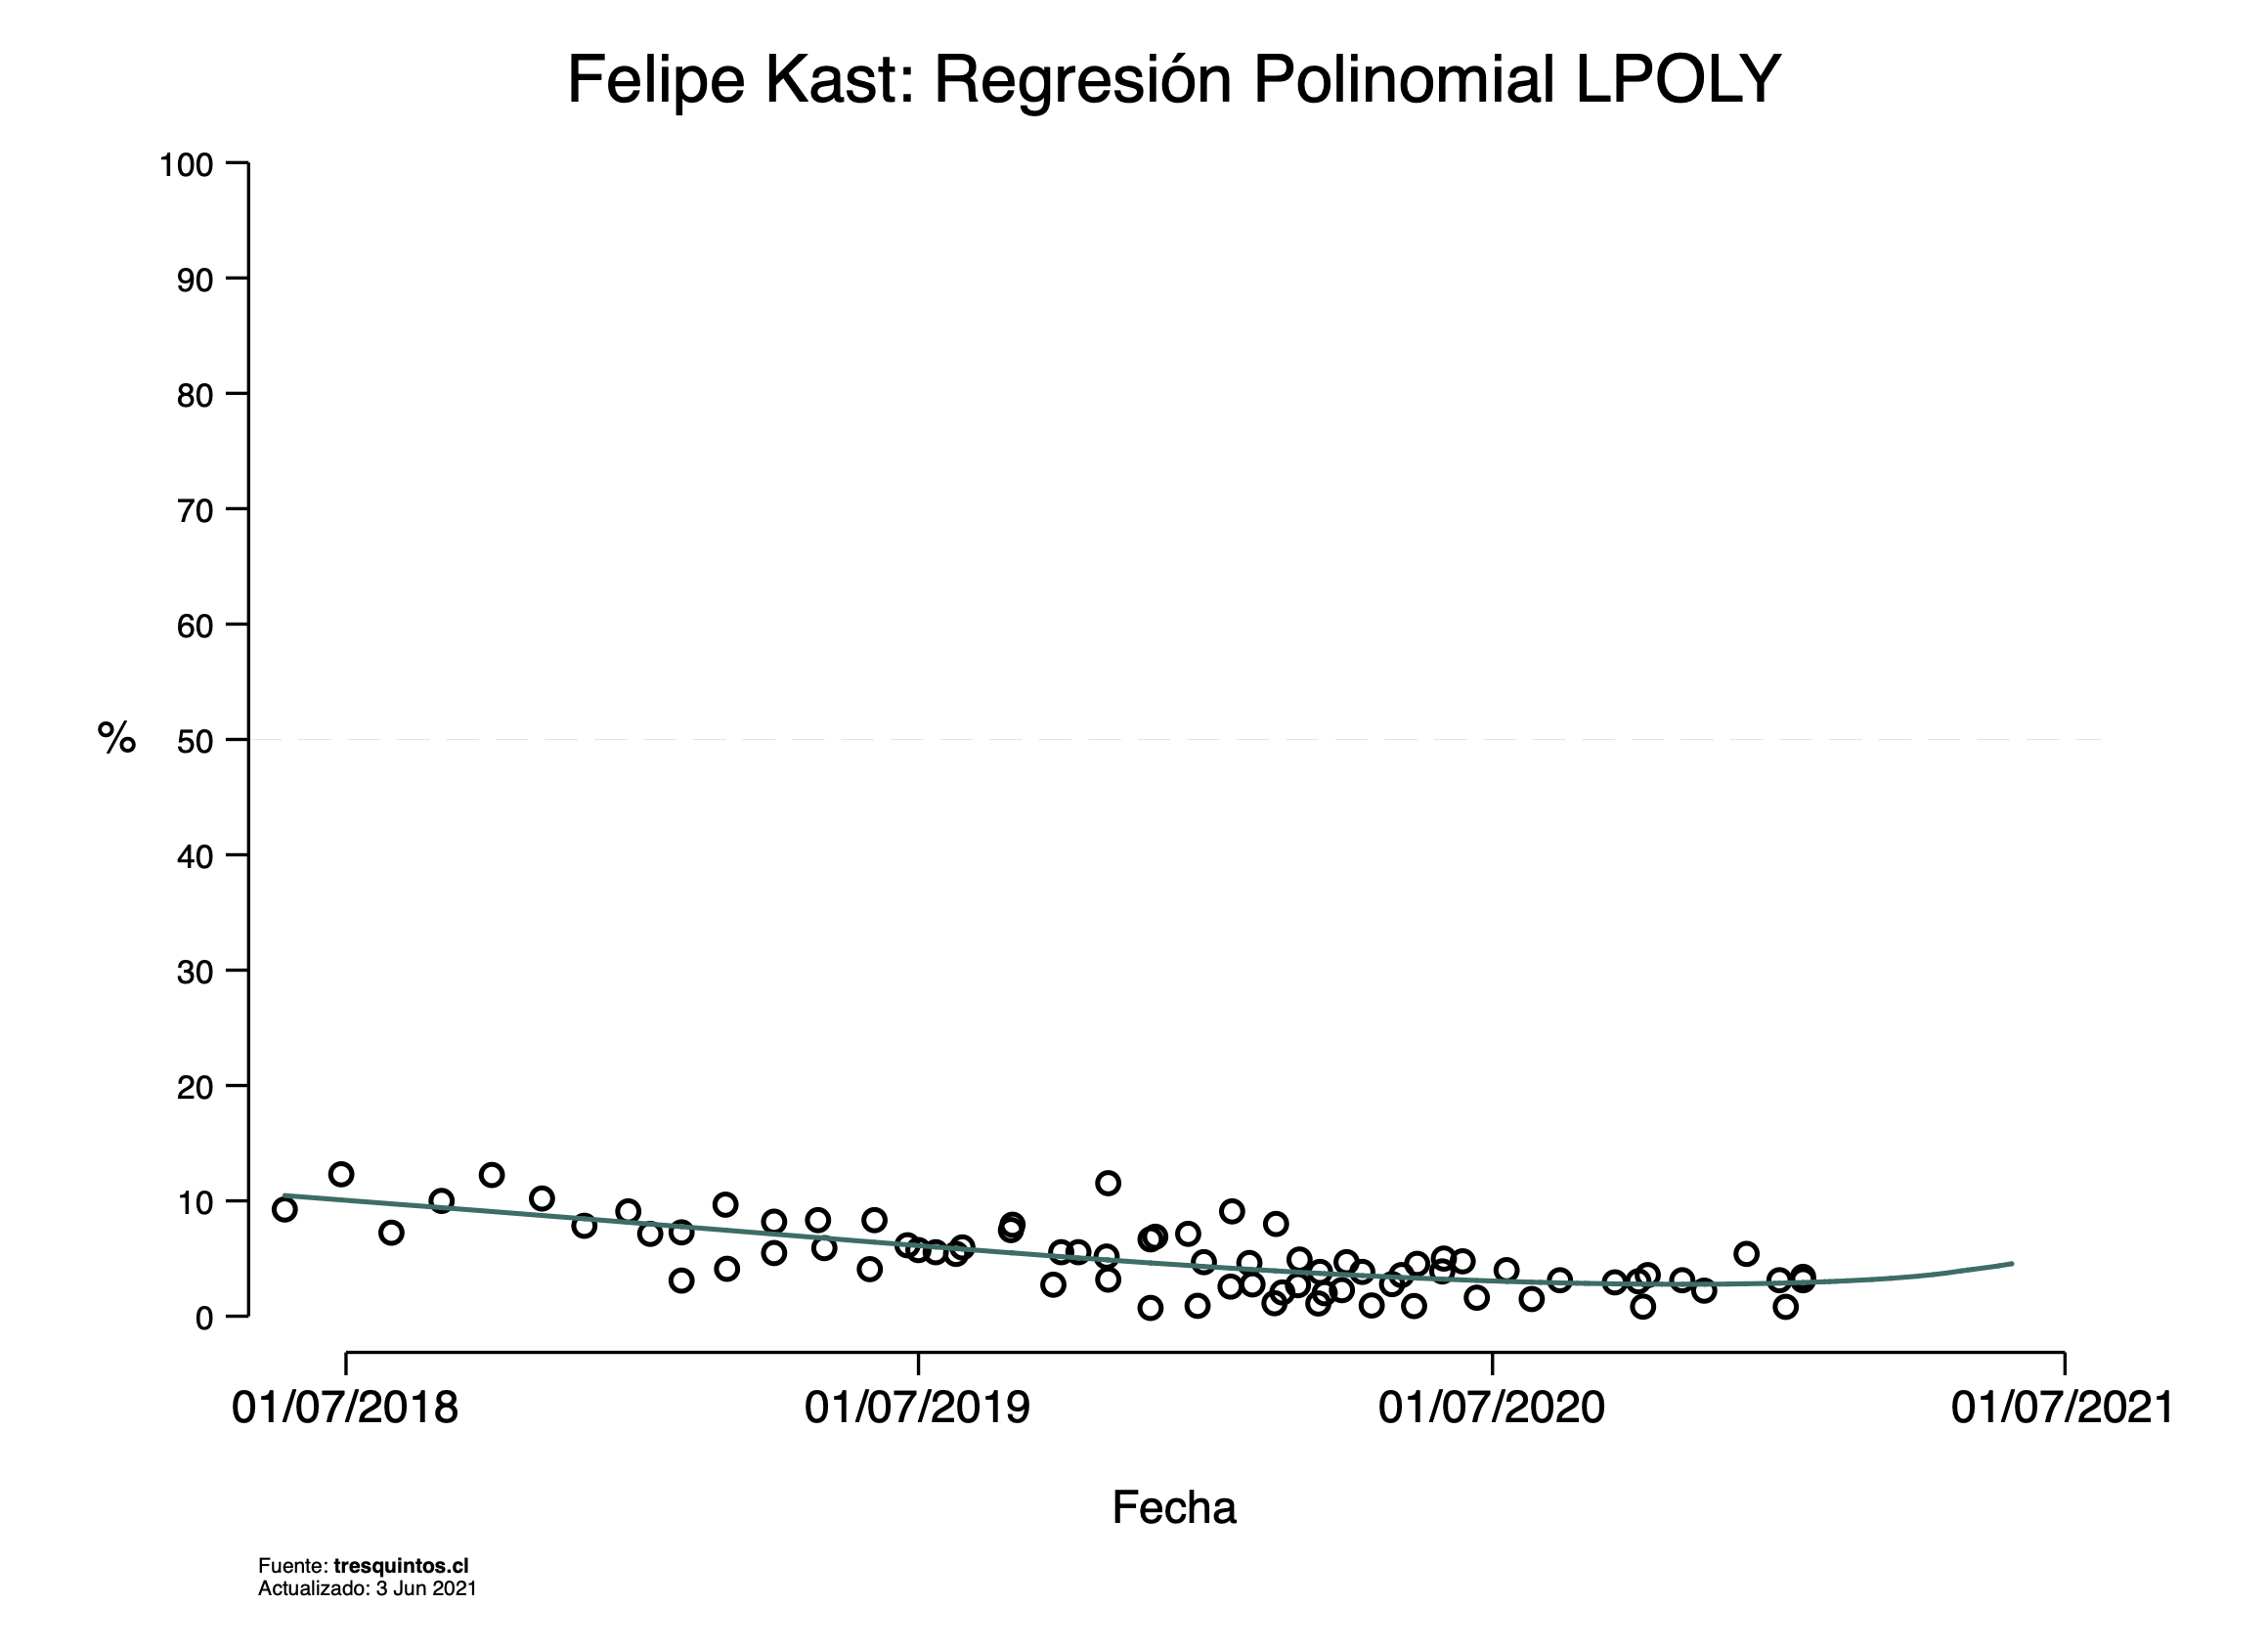 Felipe Kast: Regresión Polinomial LPOLY
100
90
80
70
60
% 50
40
30
20
10
0
01/07/2018 01/07/2019 01/07/2020 01/07/2021
Fecha
Fuente: tresquintos.cl
Actualizado: 3 Jun 2021